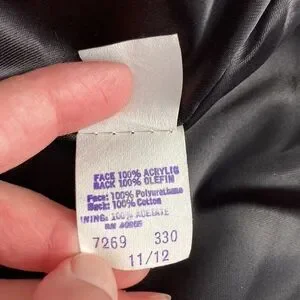 FACE 100% ACRYLIC
BACK 100% OLEFIN
Face: 100% Polyurethane
Back: 100% Cotton
INING: 100% ACETATE
RN
7269 330
11/12